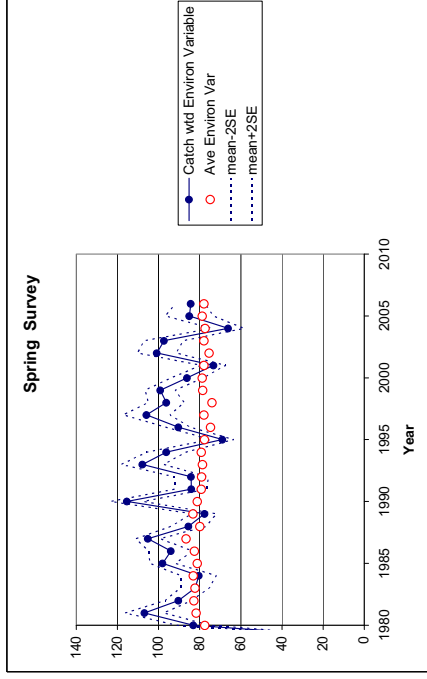 Spring Survey
140
120
100
80
60
40
20
0
1980
1985
1990
1995
2000
2005
2010
Year
Catch wtd Environ Variable
Ave Environ Var
mean-2SE
mean+2SE